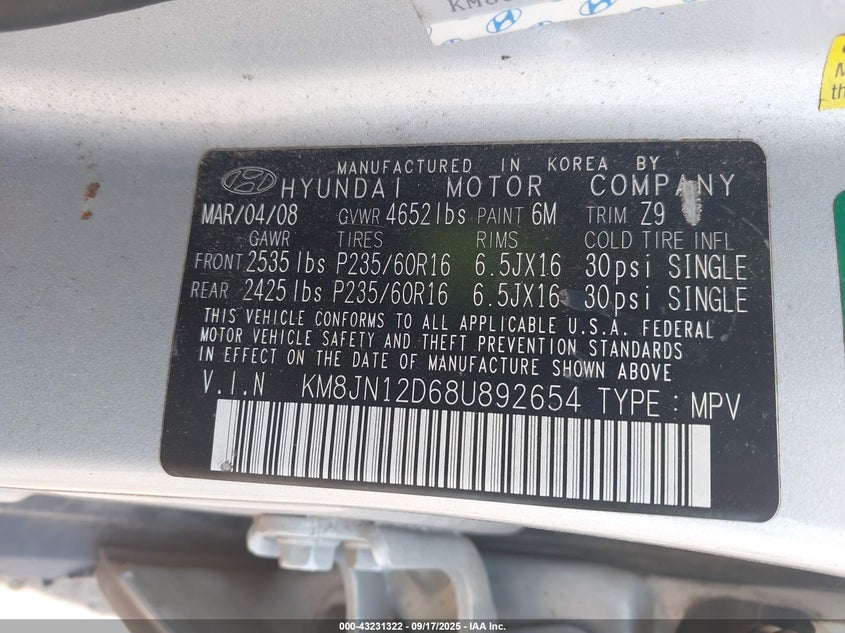 MANUFACTURED IN KOREA BY
HYUNDAI MOTOR COMPANY
MAR/04/08 GVWR 4652lbs PAINT 6M TRIM Z9
GAWR TIRES RIMS COLD TIRE INFL
FRONT 2535lbs P235/60R16 6.5JX16 30psi SINGLE
REAR 2425lbs P235/60R16 6.5JX16 30psi SINGLE
THIS VEHICLE CONFORMS TO ALL APPLICABLE U.S.A. FEDERAL
MOTOR VEHICLE SAFETY AND THEFT PREVENTION STANDARDS
IN EFFECT ON THE DATE OF MANUFACTURE SHOWN ABOVE
V.I.N KM8JN12D68U892654 TYPE : MPV
000-43231322 - 09/17/2025 - IAA Inc.